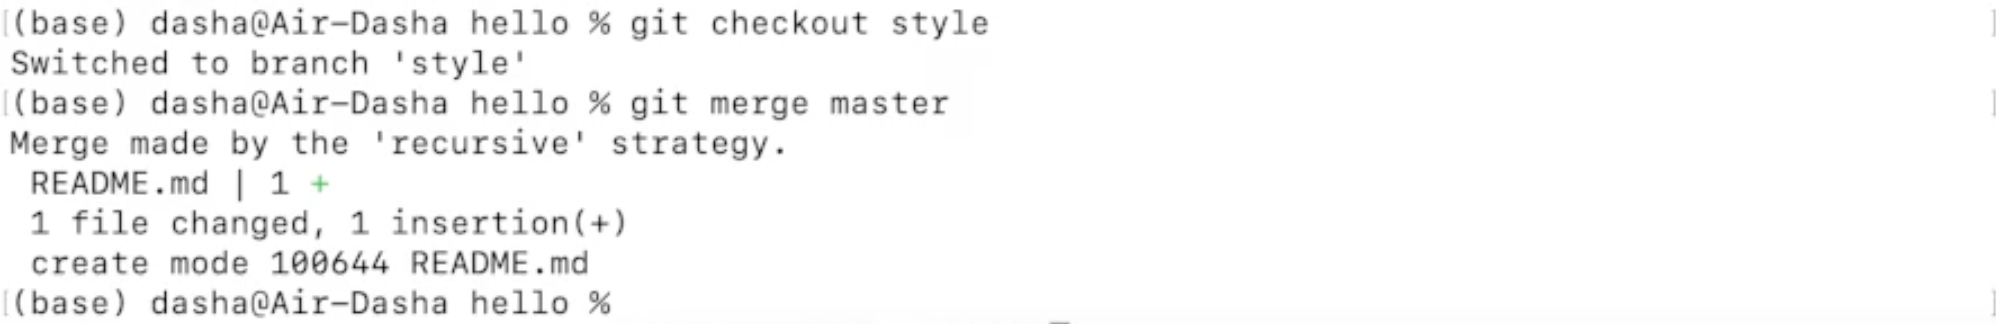 [(base) dasha@Air-Dasha hello % git checkout style ]
Switched to branch 'style'
[(base) dasha@Air-Dasha hello % git merge master ]
Merge made by the 'recursive' strategy.
README.md | 1 +
1 file changed, 1 insertion(+)
create mode 100644 README.md
[(base) dasha@Air-Dasha hello % ]